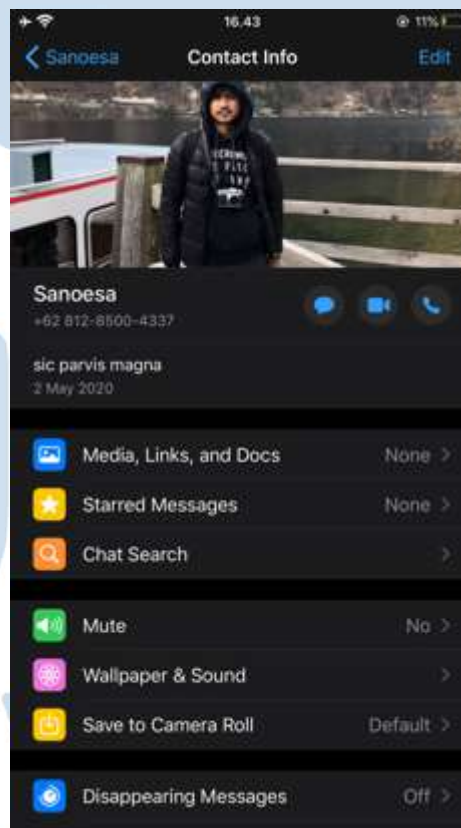 16.43
11%
Sanoesa
Contact Info
Edit
Sanoesa
+62 812-8500-4337
sic parvis magna
2 May 2020
Media, Links, and Docs
None
Starred Messages
None
Chat Search
Mute
No
Wallpaper & Sound
Save to Camera Roll
Default
Disappearing Messages
Off